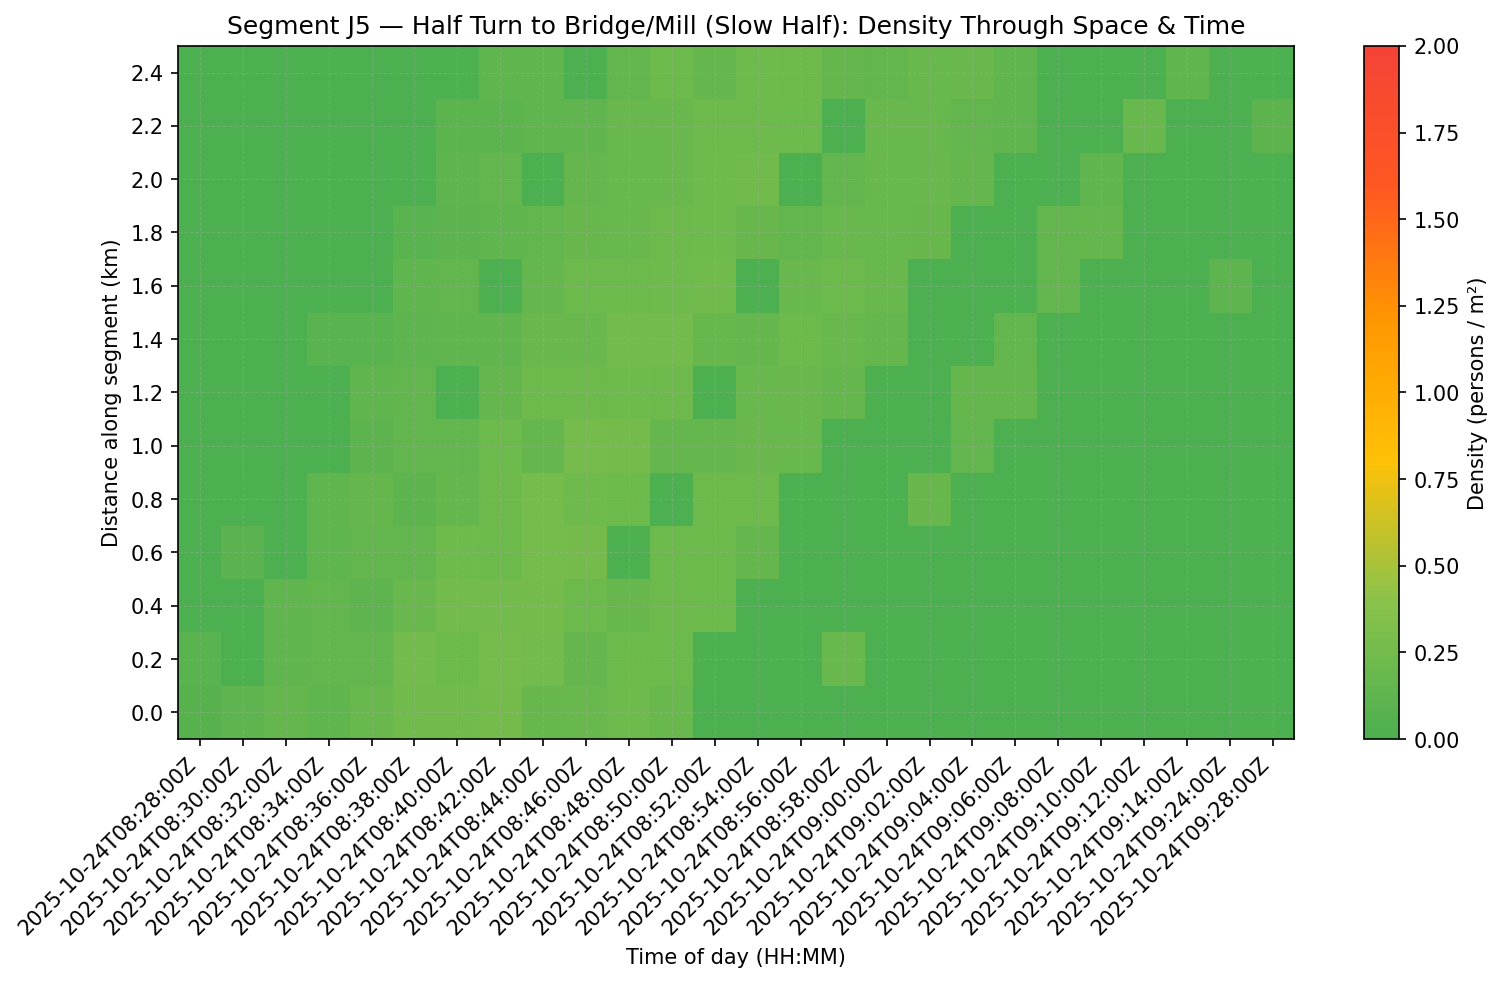 Segment J5 — Half Turn to Bridge/Mill (Slow Half): Density Through Space & Time
Distance along segment (km)
2.4
2.2
2.0
1.8
1.6
1.4
1.2
1.0
0.8
0.6
0.4
0.2
0.0
2025-10-24T08:28:00Z
2025-10-24T08:30:00Z
2025-10-24T08:32:00Z
2025-10-24T08:34:00Z
2025-10-24T08:36:00Z
2025-10-24T08:38:00Z
2025-10-24T08:40:00Z
2025-10-24T08:42:00Z
2025-10-24T08:44:00Z
2025-10-24T08:46:00Z
2025-10-24T08:48:00Z
2025-10-24T08:50:00Z
2025-10-24T08:52:00Z
2025-10-24T08:54:00Z
2025-10-24T08:56:00Z
2025-10-24T08:58:00Z
2025-10-24T09:00:00Z
2025-10-24T09:02:00Z
2025-10-24T09:04:00Z
2025-10-24T09:06:00Z
2025-10-24T09:08:00Z
2025-10-24T09:10:00Z
2025-10-24T09:12:00Z
2025-10-24T09:14:00Z
2025-10-24T09:24:00Z
2025-10-24T09:28:00Z
Time of day (HH:MM)
2.00
1.75
1.50
1.25
1.00
0.75
0.50
0.25
0.00
Density (persons / m²)